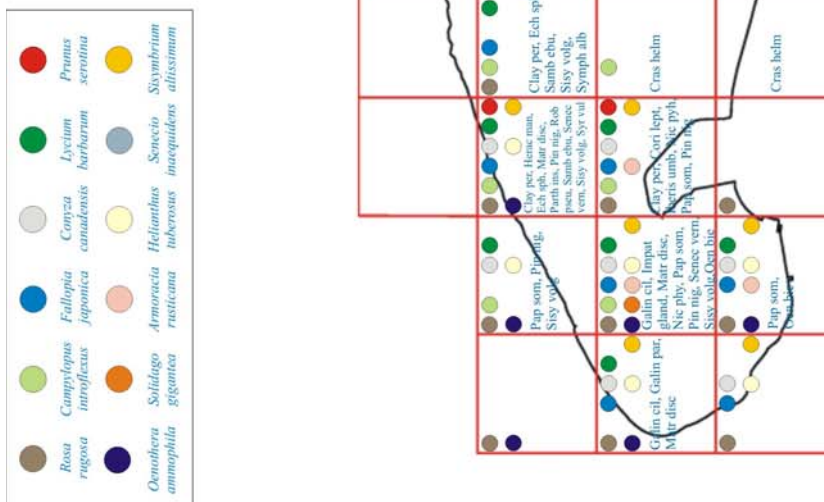 Rosa
rugosa
Campylopus
introflexus
Fallopia
japonica
Conyza
canadensis
Lycium
barbarum
Prunus
serotina
Oenothera
ammophila
Solidago
gigantea
Armoracia
rusticana
Helianthus
tuberosus
Senecio
inaequidens
Sisymbrium
altissimum
Pap som, Pin nig,
Sisy volg
Clay per, Herac man,
Ech sph, Matr disc,
Parth ins, Pin nig, Rob
pseu, Samb ebu, Senec
vern, Sisy volg, Syr vul
Clay per, Ech sp
Samb ebu,
Sisy volg,
Symph alb
Galin cil, Galin par,
Matr disc
Galin cil, Impat
gland, Matr disc,
Nic phy, Pap som,
Pin nig, Senec vern,
Sisy volg,Oen bie
Clay per, Cori lept,
Iberis umb, Nic pyh,
Pap som, Pin nig
Cras helm
Pap som,
Oen bie
Cras helm